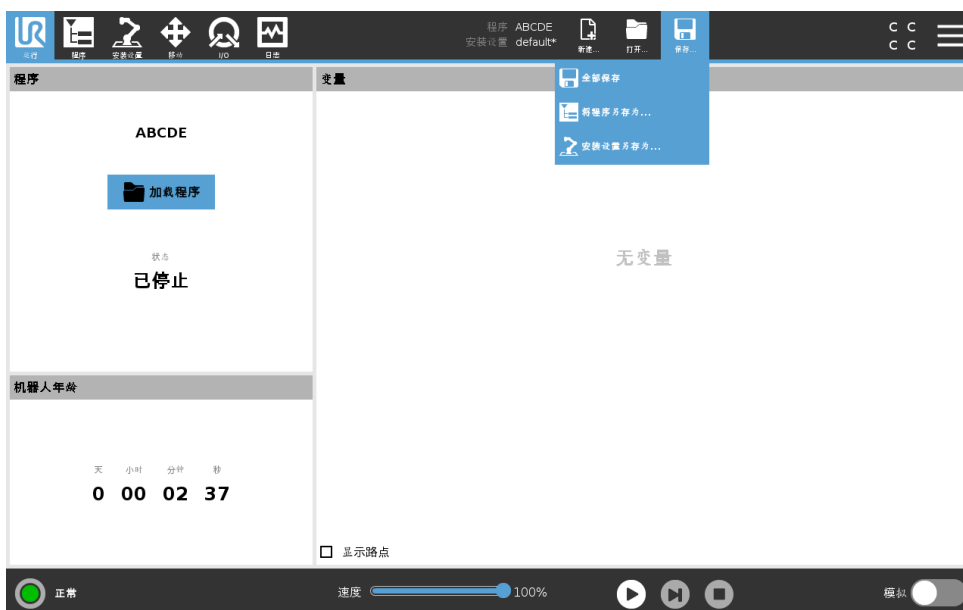 UR
运行
程序
安装设置
移动
I/O
日志
程序 ABCDE
安装设置 default*
新建...
打开...
保存...
C C
C C
程序
变量
全部保存
将程序另存为...
安装设置另存为...
ABCDE
加载程序
状态
已停止
无变量
机器人年龄
天 小时 分钟 秒
0 00 02 37
显示路点
正常
速度 100%
模拟